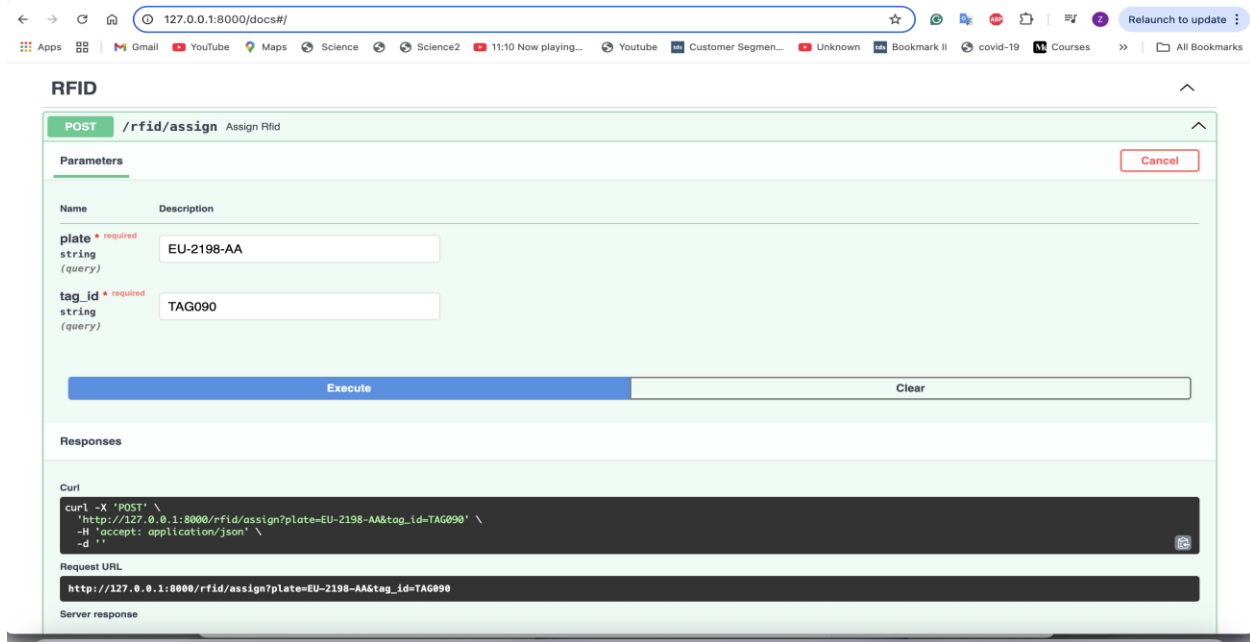 127.0.0.1:8000/docs#/
Relaunch to update
Apps Gmail YouTube Maps Science Science2 11:10 Now playing... Youtube Customer Segmen... Unknown Bookmark II covid-19 Courses » All Bookmarks
RFID
POST /rfid/assign Assign Rfid
Parameters
Cancel
Name Description
plate * required
string
(query)
EU-2198-AA
tag_id * required
string
(query)
TAG090
Execute Clear
Responses
Curl
curl -X 'POST' \
'http://127.0.0.1:8000/rfid/assign?plate=EU-2198-AA&tag_id=TAG090' \
-H 'accept: application/json' \
-d ''
Request URL
http://127.0.0.1:8000/rfid/assign?plate=EU-2198-AA&tag_id=TAG090
Server response